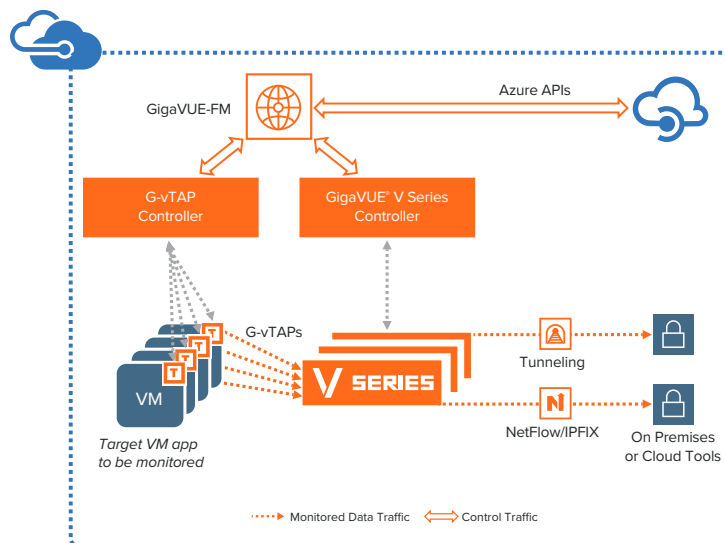 Azure APIs
GigaVUE-FM
G-vTAP
Controller
GigaVUE® V Series
Controller
G-vTAPs
T
T
T
T
VM
V SERIES
Tunneling
N
NetFlow/IPFIX
Target VM app
to be monitored
On Premises
or Cloud Tools
Monitored Data Traffic
Control Traffic